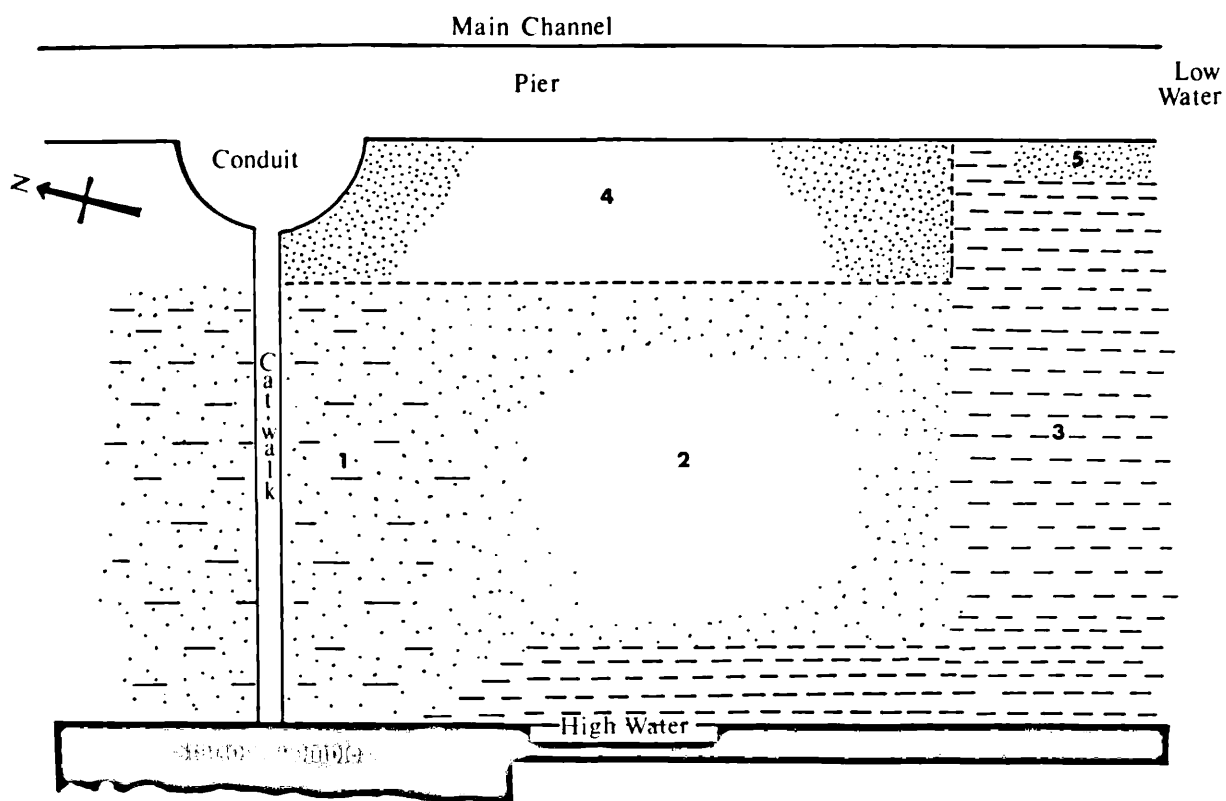 Main Channel
Pier
Low
Water
Conduit
N
5
4
Cat-walk
1
2
3
High Water